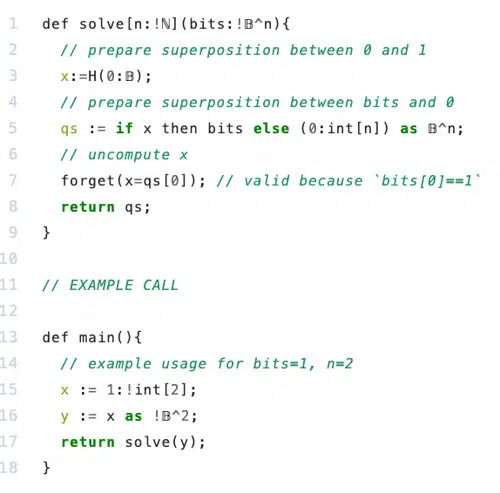 1 def solve[n:!ℕ](bits:!𝔹^n){
2 // prepare superposition between 0 and 1
3 x:=H(0:𝔹);
4 // prepare superposition between bits and 0
5 qs := if x then bits else (0:int[n]) as 𝔹^n;
6 // uncompute x
7 forget(x=qs[0]); // valid because `bits[0]==1`
8 return qs;
9 }
10
11 // EXAMPLE CALL
12
13 def main(){
14 // example usage for bits=1, n=2
15 x := 1:!int[2];
16 y := x as !𝔹^2;
17 return solve(y);
18 }